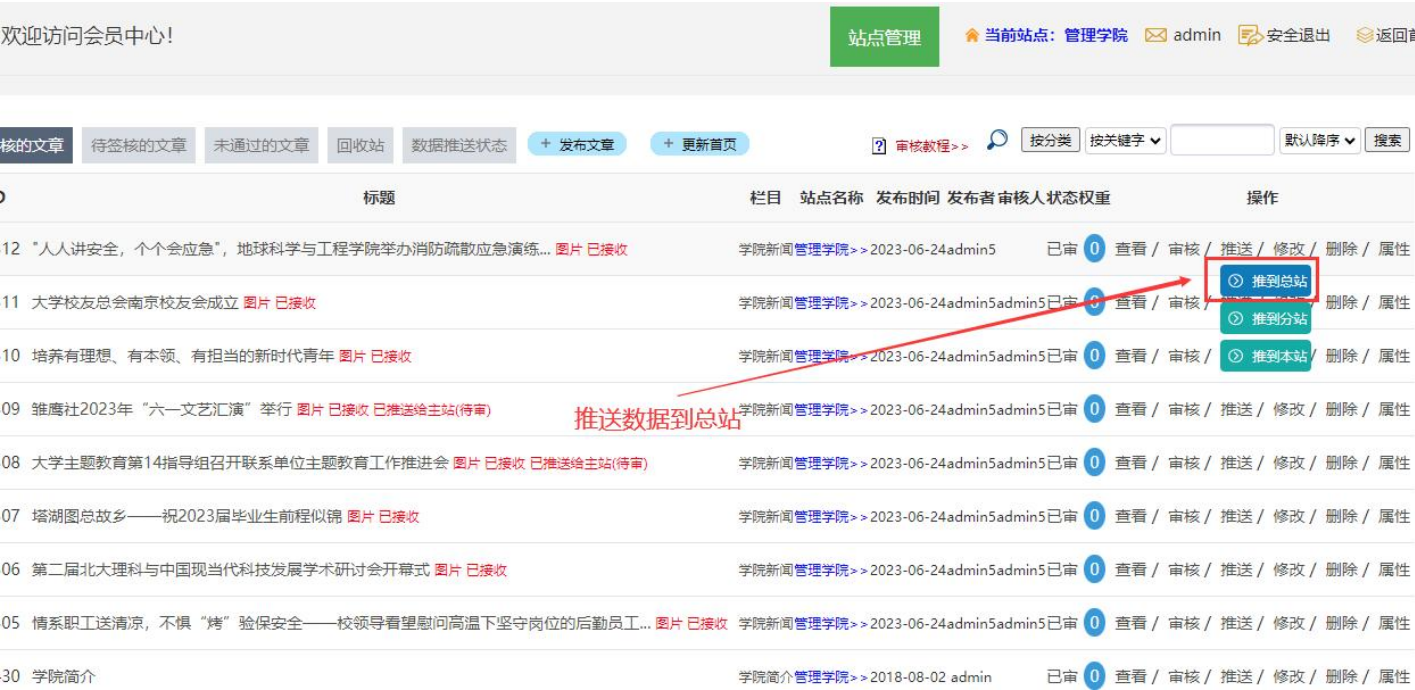 欢迎访问会员中心!
站点管理 当前站点：管理学院 admin 安全退出 返回首
核的文章 待签核的文章 未通过的文章 回收站 数据推送状态 + 发布文章 + 更新首页 审核教程>> 按分类 按关键字 默认降序 搜索
标题 栏目 站点名称 发布时间 发布者 审核人 状态 权重 操作
12 "人人讲安全，个个会应急"，地球科学与工程学院举办消防疏散应急演练... 图片 已接收 学院新闻 管理学院>> 2023-06-24 admin5 已审 0 查看 / 审核 / 推送 / 修改 / 删除 / 属性
推到总站
11 大学校友总会南京校友会成立 图片 已接收 学院新闻 管理学院>> 2023-06-24 admin5 admin5 已审 0 查看 / 审核 / 删除 / 属性
推到分站
10 培养有理想、有本领、有担当的新时代青年 图片 已接收 学院新闻 管理学院>> 2023-06-24 admin5 admin5 已审 0 查看 / 审核 / 推到本站 / 删除 / 属性
09 雏鹰社2023年“六一文艺汇演”举行 图片 已接收 已推送给主站(待审) 学院新闻 管理学院>> 2023-06-24 admin5 admin5 已审 0 查看 / 审核 / 推送 / 修改 / 删除 / 属性
推送数据到总站
08 大学主题教育第14指导组召开联系单位主题教育工作推进会 图片 已接收 已推送给主站(待审) 学院新闻 管理学院>> 2023-06-24 admin5 admin5 已审 0 查看 / 审核 / 推送 / 修改 / 删除 / 属性
07 塔湖图总故乡——祝2023届毕业生前程似锦 图片 已接收 学院新闻 管理学院>> 2023-06-24 admin5 admin5 已审 0 查看 / 审核 / 推送 / 修改 / 删除 / 属性
06 第二届北大理科与中国现当代科技发展学术研讨会开幕式 图片 已接收 学院新闻 管理学院>> 2023-06-24 admin5 admin5 已审 0 查看 / 审核 / 推送 / 修改 / 删除 / 属性
05 情系职工送清凉，不惧“烤”验保安全——校领导看望慰问高温下坚守岗位的后勤员工... 图片 已接收 学院新闻 管理学院>> 2023-06-24 admin5 admin5 已审 0 查看 / 审核 / 推送 / 修改 / 删除 / 属性
30 学院简介 学院简介 管理学院>> 2018-08-02 admin 已审 0 查看 / 审核 / 推送 / 修改 / 删除 / 属性